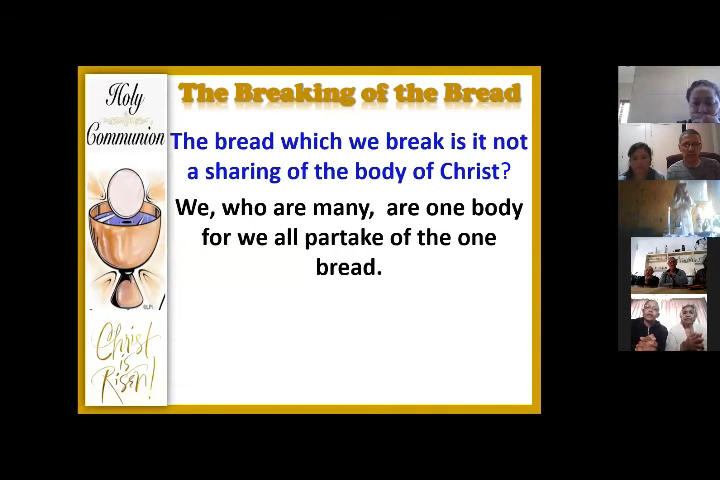 Holy
Communion
The Breaking of the Bread
The bread which we break is it not
a sharing of the body of Christ?
We, who are many, are one body
for we all partake of the one
bread.
Christ
is
Risen!